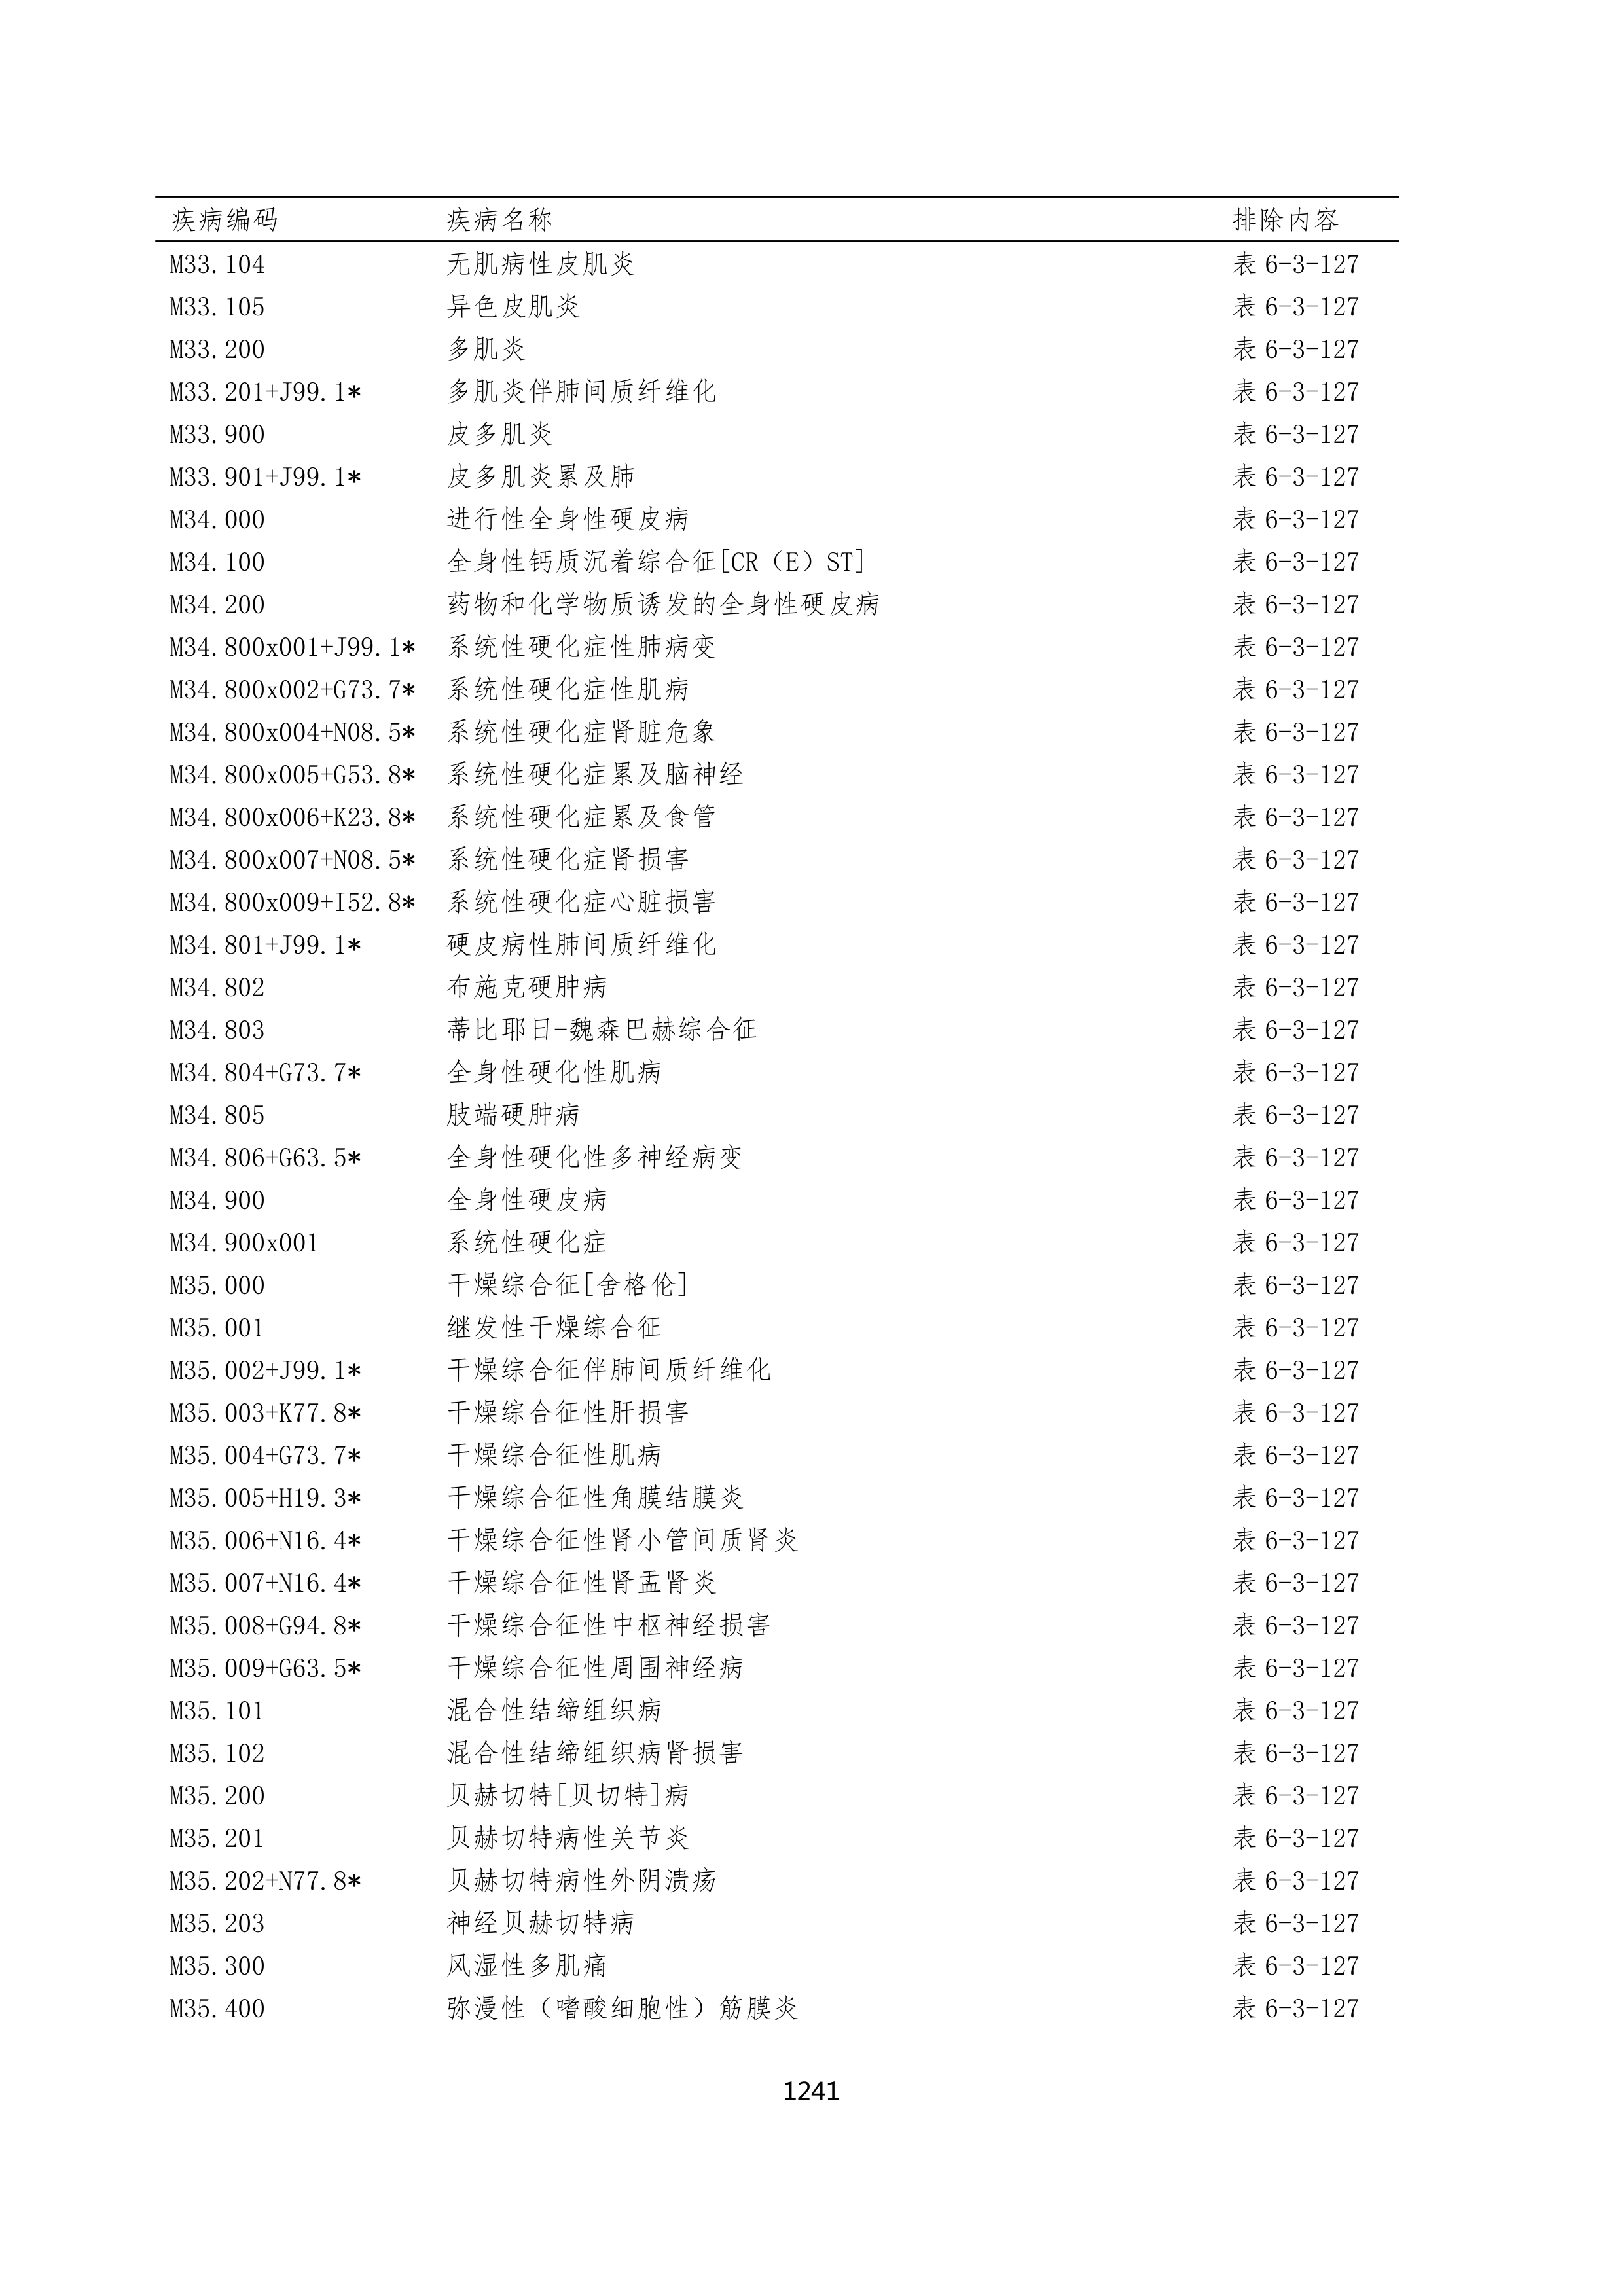 疾病编码 疾病名称 排除内容
M33.104 无肌病性皮肌炎 表 6-3-127
M33.105 异色皮肌炎 表 6-3-127
M33.200 多肌炎 表 6-3-127
M33.201+J99.1* 多肌炎伴肺间质纤维化 表 6-3-127
M33.900 皮多肌炎 表 6-3-127
M33.901+J99.1* 皮多肌炎累及肺 表 6-3-127
M34.000 进行性全身性硬皮病 表 6-3-127
M34.100 全身性钙质沉着综合征[CR（E）ST] 表 6-3-127
M34.200 药物和化学物质诱发的全身性硬皮病 表 6-3-127
M34.800x001+J99.1* 系统性硬化症性肺病变 表 6-3-127
M34.800x002+G73.7* 系统性硬化症性肌病 表 6-3-127
M34.800x004+N08.5* 系统性硬化症肾脏危象 表 6-3-127
M34.800x005+G53.8* 系统性硬化症累及脑神经 表 6-3-127
M34.800x006+K23.8* 系统性硬化症累及食管 表 6-3-127
M34.800x007+N08.5* 系统性硬化症肾损害 表 6-3-127
M34.800x009+I52.8* 系统性硬化症心脏损害 表 6-3-127
M34.801+J99.1* 硬皮病性肺间质纤维化 表 6-3-127
M34.802 布施克硬肿病 表 6-3-127
M34.803 蒂比耶日-魏森巴赫综合征 表 6-3-127
M34.804+G73.7* 全身性硬化性肌病 表 6-3-127
M34.805 肢端硬肿病 表 6-3-127
M34.806+G63.5* 全身性硬化性多神经病变 表 6-3-127
M34.900 全身性硬皮病 表 6-3-127
M34.900x001 系统性硬化症 表 6-3-127
M35.000 干燥综合征[舍格伦] 表 6-3-127
M35.001 继发性干燥综合征 表 6-3-127
M35.002+J99.1* 干燥综合征伴肺间质纤维化 表 6-3-127
M35.003+K77.8* 干燥综合征性肝损害 表 6-3-127
M35.004+G73.7* 干燥综合征性肌病 表 6-3-127
M35.005+H19.3* 干燥综合征性角膜结膜炎 表 6-3-127
M35.006+N16.4* 干燥综合征性肾小管间质肾炎 表 6-3-127
M35.007+N16.4* 干燥综合征性肾盂肾炎 表 6-3-127
M35.008+G94.8* 干燥综合征性中枢神经损害 表 6-3-127
M35.009+G63.5* 干燥综合征性周围神经病 表 6-3-127
M35.101 混合性结缔组织病 表 6-3-127
M35.102 混合性结缔组织病肾损害 表 6-3-127
M35.200 贝赫切特[贝切特]病 表 6-3-127
M35.201 贝赫切特病性关节炎 表 6-3-127
M35.202+N77.8* 贝赫切特病性外阴溃疡 表 6-3-127
M35.203 神经贝赫切特病 表 6-3-127
M35.300 风湿性多肌痛 表 6-3-127
M35.400 弥漫性（嗜酸细胞性）筋膜炎 表 6-3-127
1241